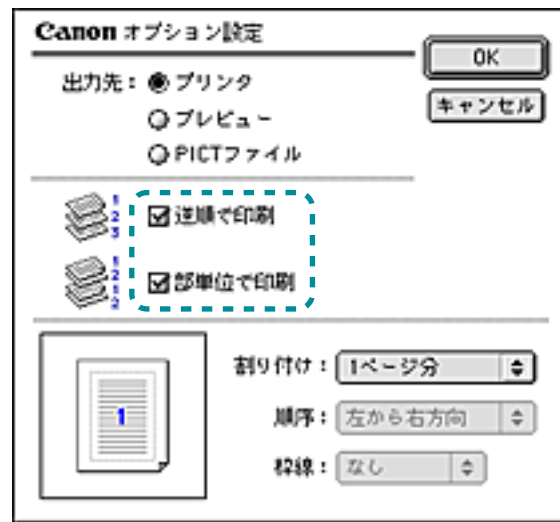 Canon オプション設定
OK
出力先： プリンタ
キャンセル
プレビュー
PICTファイル
1
2
3
逆順で印刷
1
2
1
2
部単位で印刷
割り付け： 1ページ分
1
順序： 左から右方向
枠線： なし